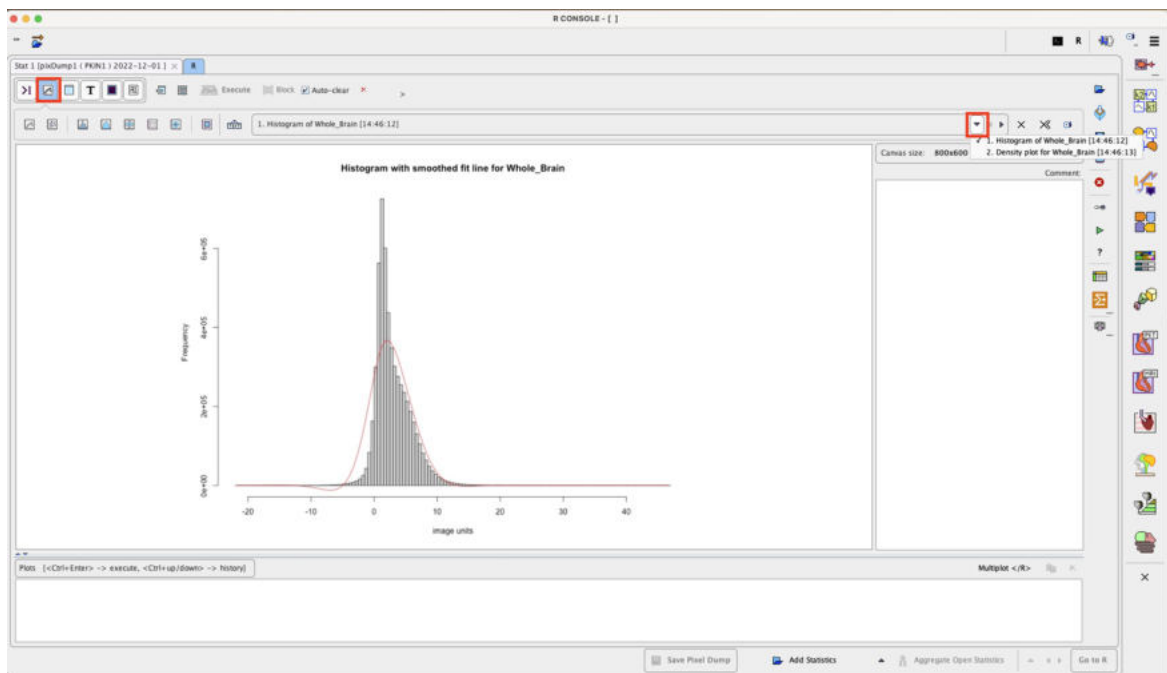 R CONSOLE - [ ]
R
Stat 1 [pixDump1 ( PKIN1 ) 2022-12-01 ] × R
T Execute Block Auto-clear ×
1. Histogram of Whole_Brain [14:46:12]
✓ 1. Histogram of Whole_Brain [14:46:12]
2. Density plot for Whole_Brain [14:46:13]
Canvas size: 800x600
Comment:
Histogram with smoothed fit line for Whole_Brain
Frequency
6e+05
4e+05
2e+05
0e+00
-20 -10 0 10 20 30 40
image units
?
Plots [<Ctrl+Enter> -> execute, <Ctrl+up/down> -> history]
Multiplot </R>
Save Pixel Dump
Add Statistics
Aggregate Open Statistics
Go to R